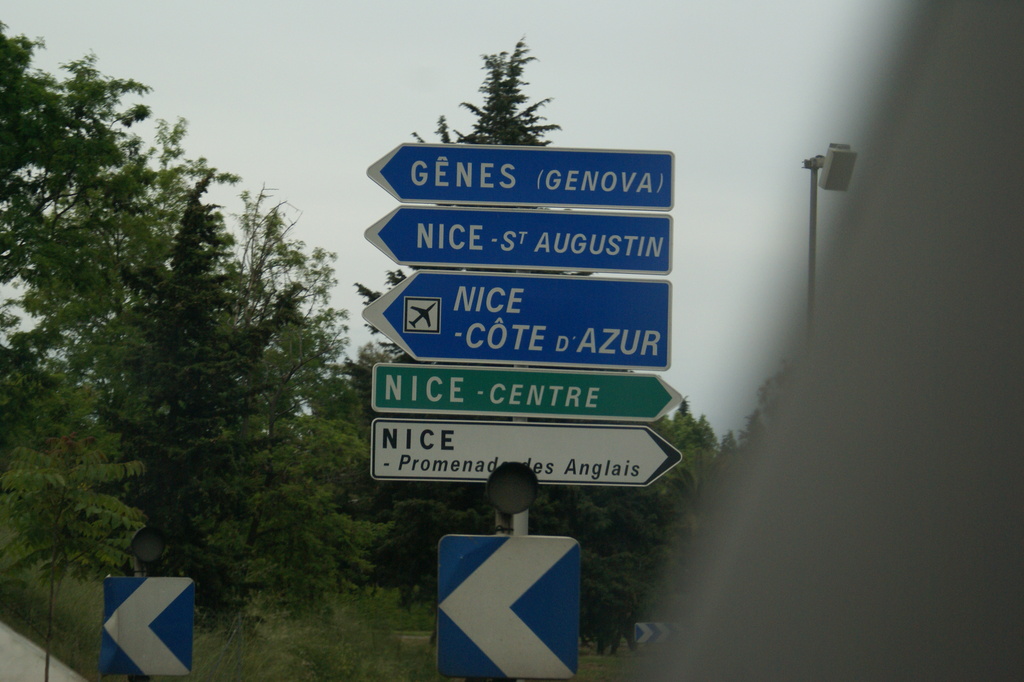 GÊNES (GENOVA)
NICE - ST AUGUSTIN
NICE
-CÔTE D'AZUR
NICE - CENTRE
NICE
- Promenade des Anglais